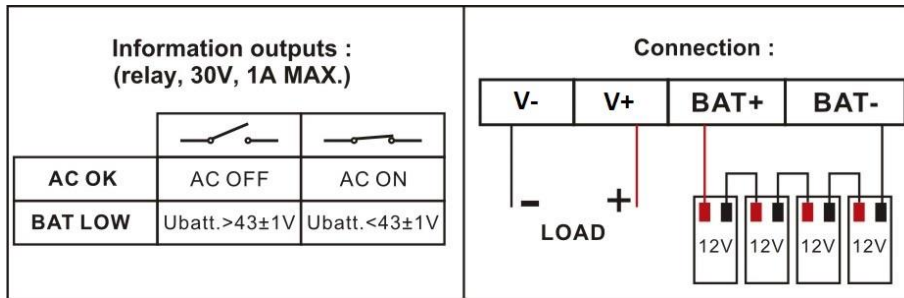 Information outputs :
(relay, 30V, 1A MAX.)
AC OK AC OFF AC ON
BAT LOW Ubatt.>43±1V Ubatt.<43±1V
Connection :
V- V+ BAT+ BAT-
- +
LOAD
12V 12V 12V 12V